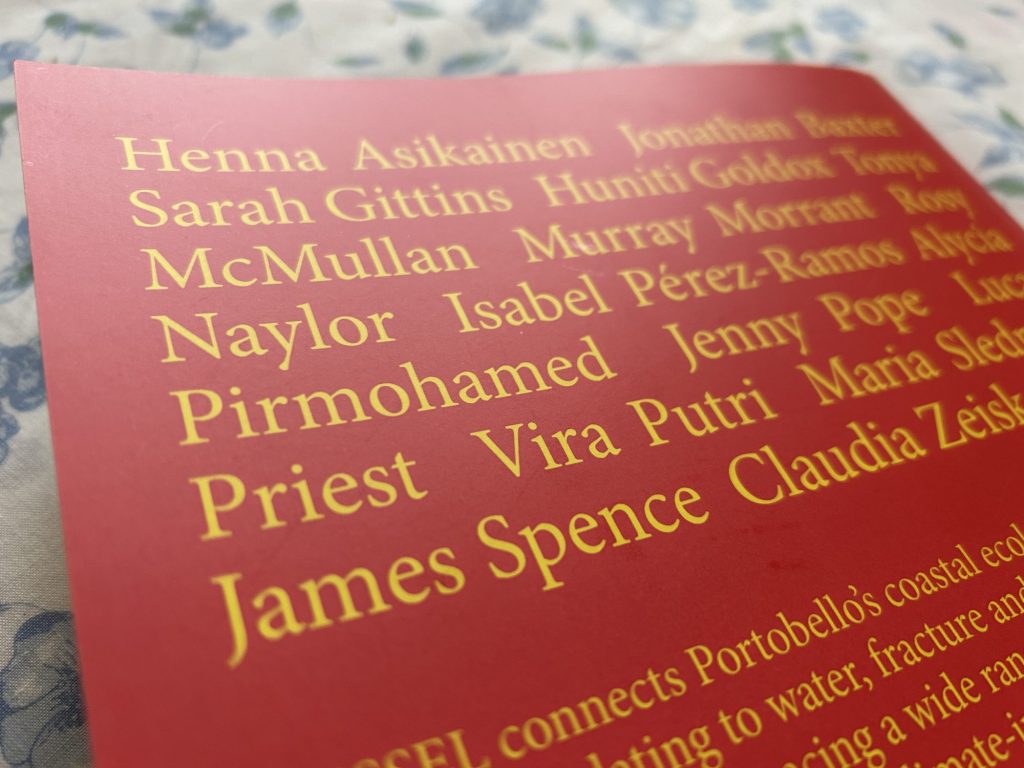 Henna Asikainen Jonathan Baxter
Sarah Gittins Huniti Goldox Tonya
McMullan Murray Morrant Rosy
Naylor Isabel Pérez-Ramos Alycia
Pirmohamed Jenny Pope
Priest Vira Putri Maria
James Spence Claudia
connects Portobello's coastal
to water, fracture and
a wide